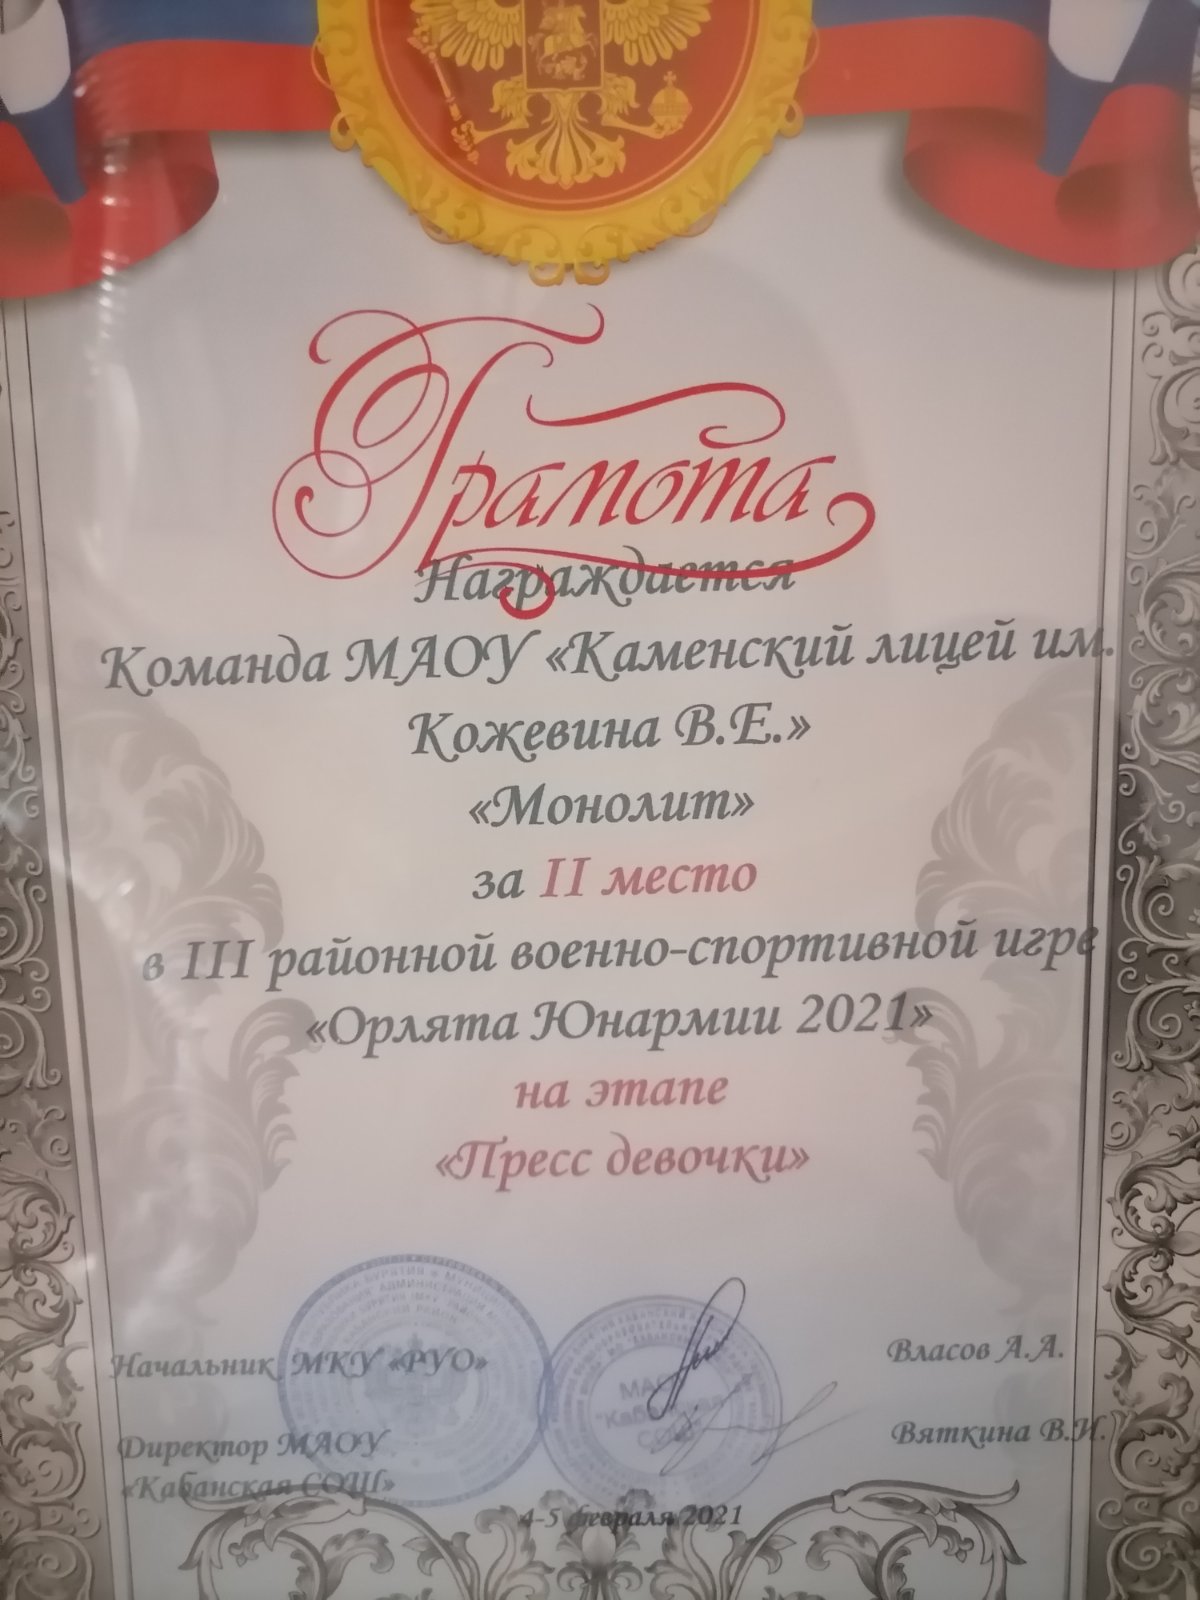 Грамота
Награждается
Команда МАОУ «Каменский лицей им.
Кожевина В.Е.»
«Монолит»
за II место
в III районной военно-спортивной игре
«Орлята Юнармии 2021»
на этапе
«Пресс девочки»
Начальник МКУ «РУО»
Власов А.А.
Директор МАОУ
«Кабанская СОШ»
Вяткина В.И.
4-5 февраля 2021